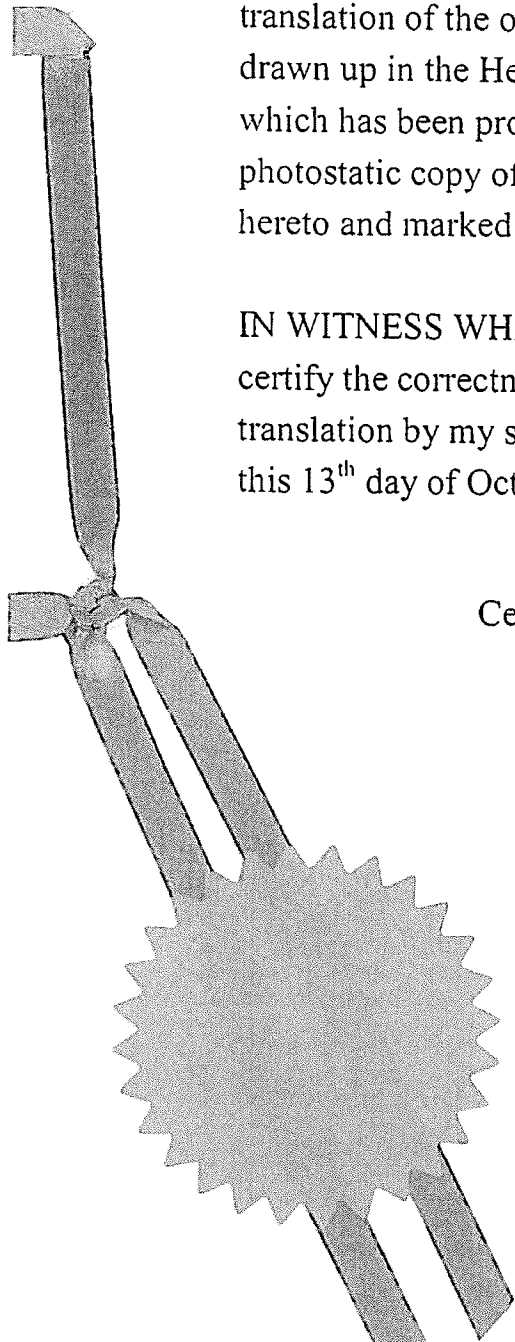 translation of the o
drawn up in the He
which has been pro
photostatic copy of
hereto and marked
IN WITNESS WH
certify the correctn
translation by my s
this 13th day of Oct
Ce